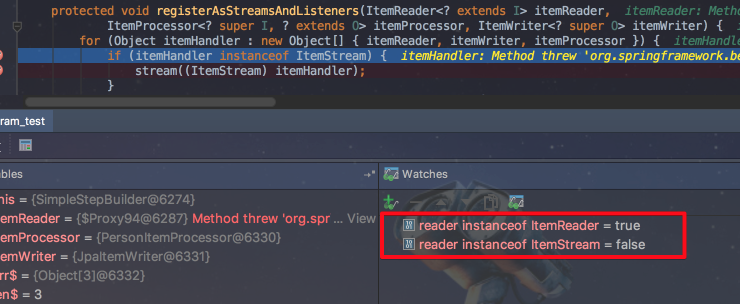 protected void registerAsStreamsAndListeners(ItemReader<? extends I> itemReader, itemReader: Meth
ItemProcessor<? super I, ? extends O> itemProcessor, ItemWriter<? super O> itemWriter) {
for (Object itemHandler : new Object[] { itemReader, itemWriter, itemProcessor }) { itemHandler
if (itemHandler instanceof ItemStream) { itemHandler: Method threw 'org.springframework.be
stream((ItemStream) itemHandler);
}
ram_test
ables
Watches
his = {SimpleStepBuilder@6274}
temReader = {$Proxy94@6287} Method threw 'org.spr ... View
temProcessor = {PersonItemProcessor@6330}
temWriter = {JpaItemWriter@6331}
rr$ = {Object[3]@6332}
en$ = 3
reader instanceof ItemReader = true
reader instanceof ItemStream = false